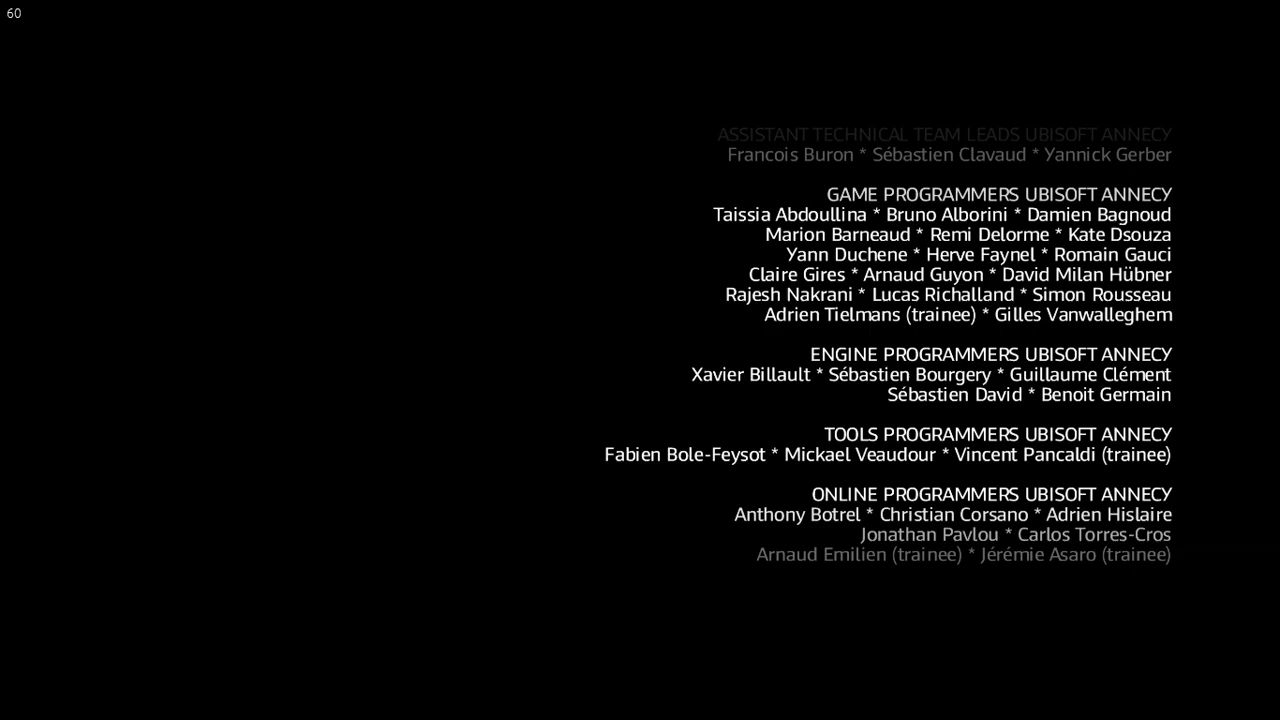 60
ASSISTANT TECHNICAL TEAM LEADS UBISOFT ANNECY
Francois Buron * Sébastien Clavaud * Yannick Gerber
GAME PROGRAMMERS UBISOFT ANNECY
Taissia Abdoullina * Bruno Alborini * Damien Bagnoud
Marion Barneaud * Remi Delorme * Kate Dsouza
Yann Duchene * Herve Faynel * Romain Gauci
Claire Gires * Arnaud Guyon * David Milan Hübner
Rajesh Nakrani * Lucas Richalland * Simon Rousseau
Adrien Tielmans (trainee) * Gilles Vanwalleghem
ENGINE PROGRAMMERS UBISOFT ANNECY
Xavier Billault * Sébastien Bourgery * Guillaume Clément
Sébastien David * Benoit Germain
TOOLS PROGRAMMERS UBISOFT ANNECY
Fabien Bole-Feysot * Mickael Veaudour * Vincent Pancaldi (trainee)
ONLINE PROGRAMMERS UBISOFT ANNECY
Anthony Botrel * Christian Corsano * Adrien Hislaire
Jonathan Pavlou * Carlos Torres-Cros
Arnaud Emilien (trainee) * Jérémie Asaro (trainee)